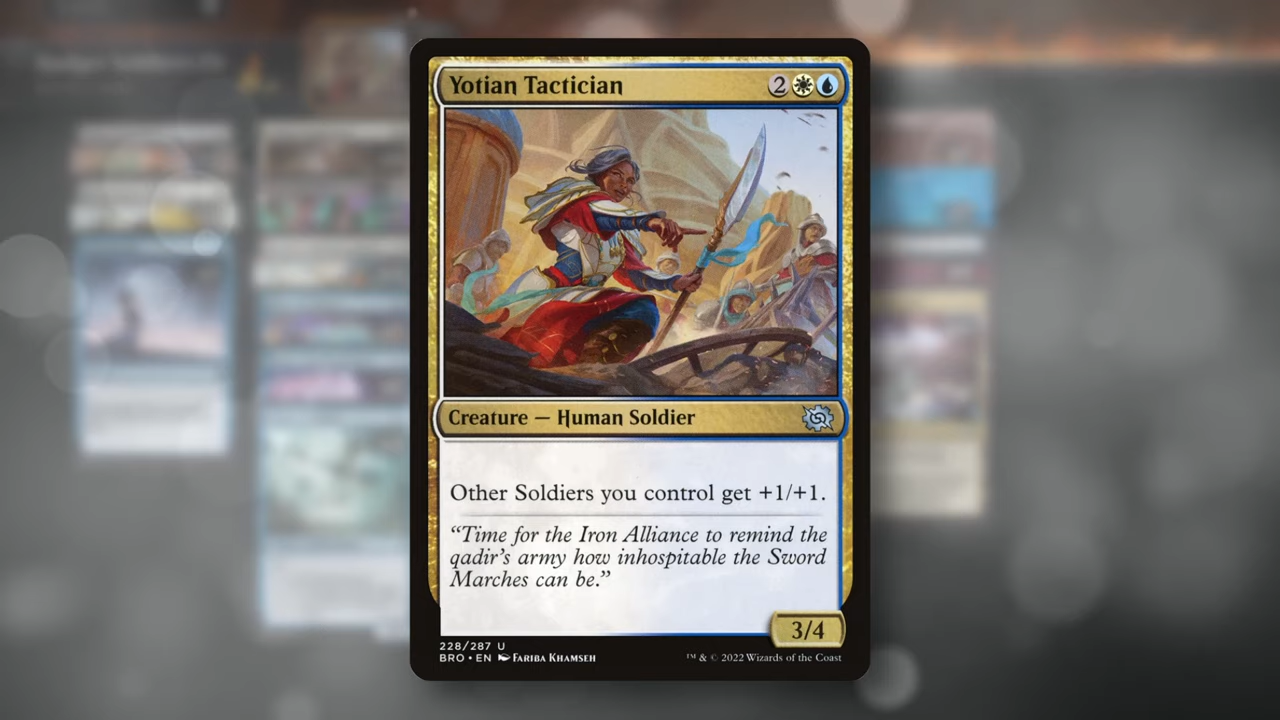 Yotian Tactician 2
Creature — Human Soldier
Other Soldiers you control get +1/+1.
“Time for the Iron Alliance to remind the
qadir’s army how inhospitable the Sword
Marches can be.”
3/4
228/287 U
BRO • EN Fariba Khamseh
™ & © 2022 Wizards of the Coast